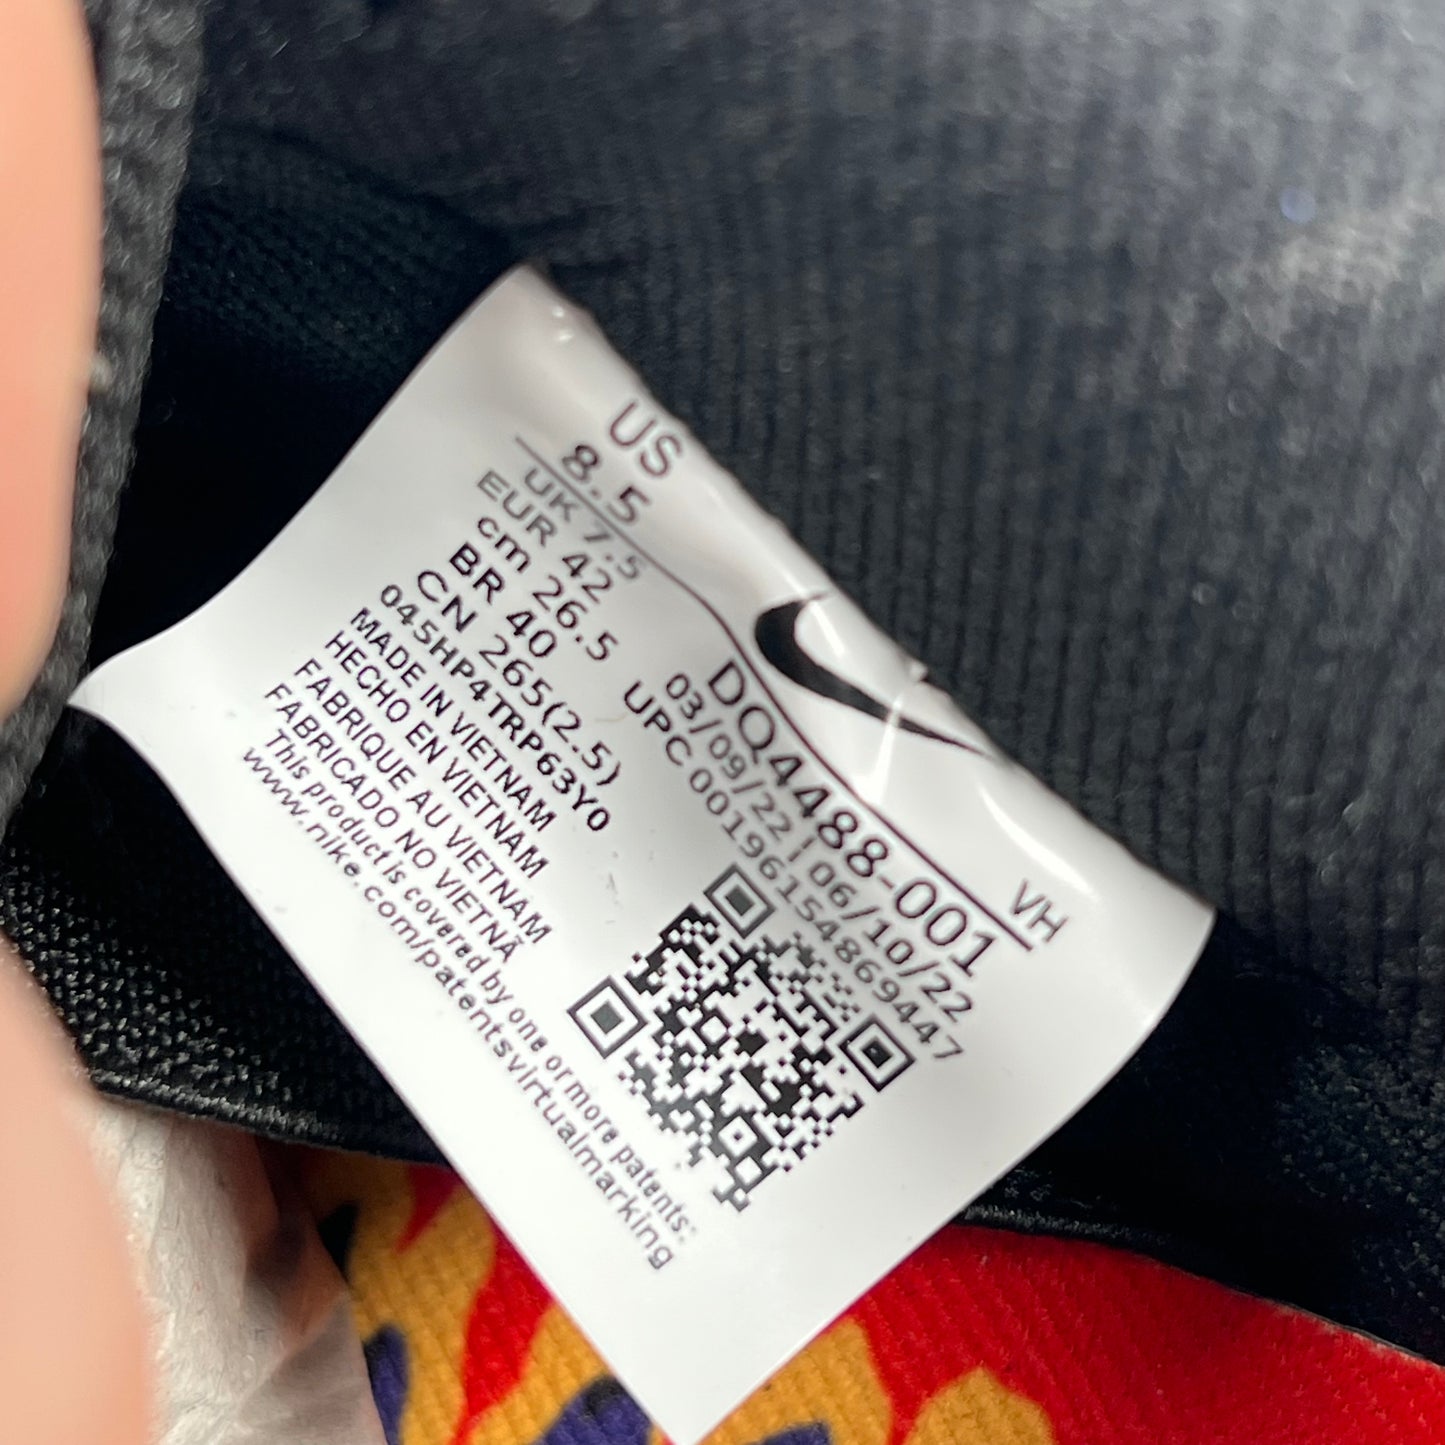 US
8.5
UK 7.5
EUR 42
cm 26.5
BR 40
CN 265(2.5)
045HP4TRP63Y0
MADE IN VIETNAM
HECHO EN VIETNAM
FABRIQUE AU VIETNAM
FABRICADO NO VIETNÃ
This product is covered by one or more patents:
www.nike.com/patentsvirtualmarking
VH
DQ4488-001
03/09/22 | 06/10/22
UPC 00196154869447